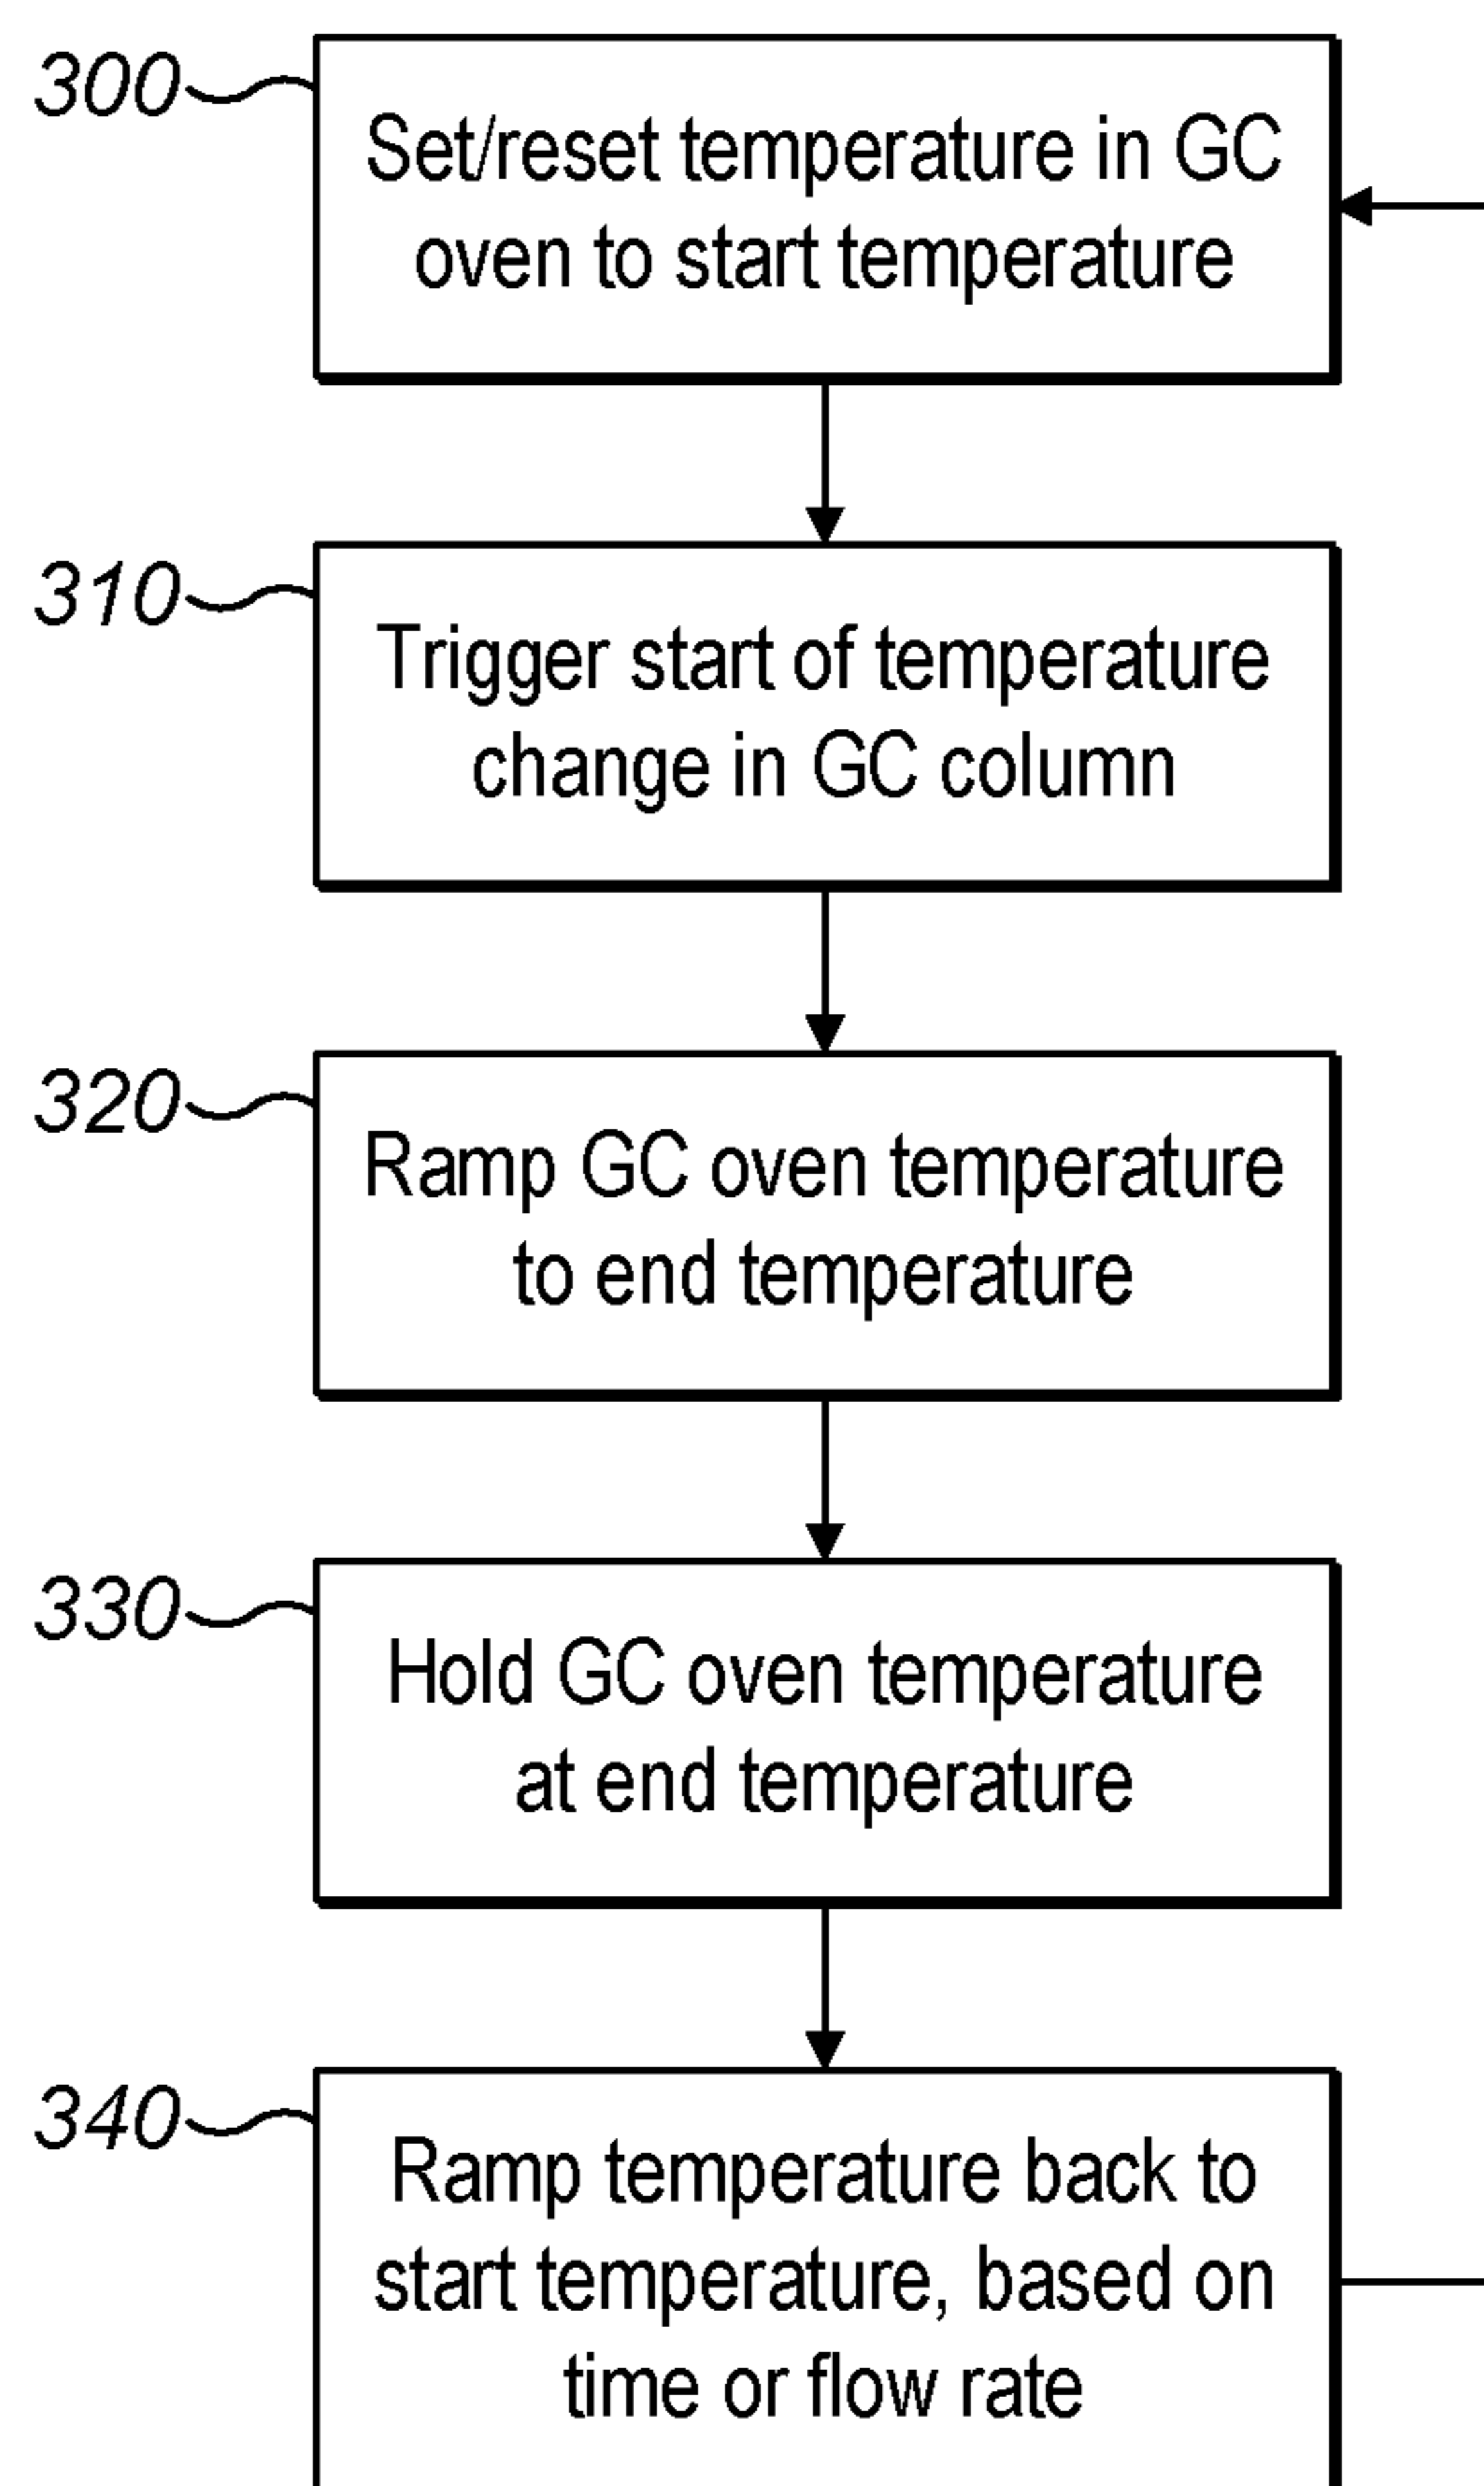 300
Set/reset temperature in GC
oven to start temperature
310
Trigger start of temperature
change in GC column
320
Ramp GC oven temperature
to end temperature
330
Hold GC oven temperature
at end temperature
340
Ramp temperature back to
start temperature, based on
time or flow rate